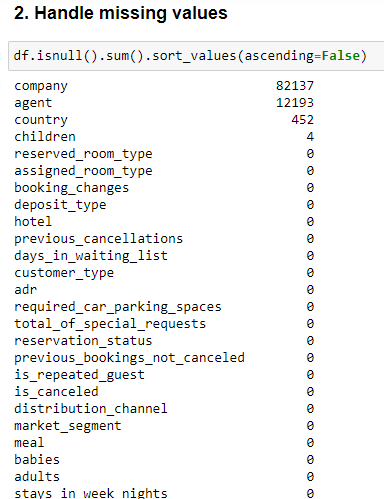 2. Handle missing values
df.isnull().sum().sort_values(ascending=False)
company 82137
agent 12193
country 452
children 4
reserved_room_type 0
assigned_room_type 0
booking_changes 0
deposit_type 0
hotel 0
previous_cancellations 0
days_in_waiting_list 0
customer_type 0
adr 0
required_car_parking_spaces 0
total_of_special_requests 0
reservation_status 0
previous_bookings_not_canceled 0
is_repeated_guest 0
is_canceled 0
distribution_channel 0
market_segment 0
meal 0
babies 0
adults 0
stays_in_week_nights 0